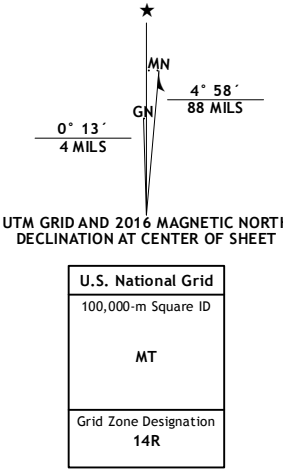 ★
MN
GN
4° 58´
88 MILS
0° 13´
4 MILS
UTM GRID AND 2016 MAGNETIC NORTH
DECLINATION AT CENTER OF SHEET
U.S. National Grid
100,000-m Square ID
MT
Grid Zone Designation
14R